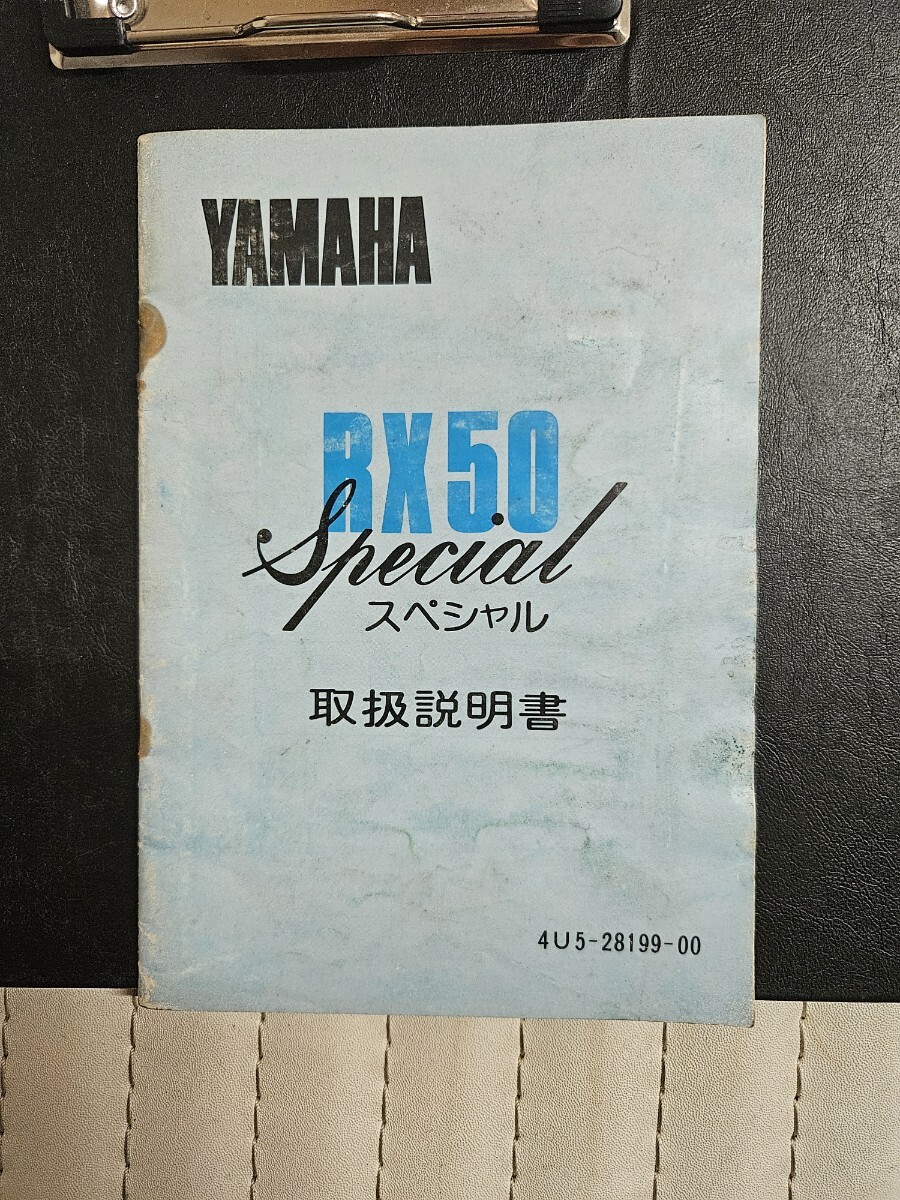 YAMAHA
RX50
Special
スペシャル
取扱説明書
4U5-28199-00